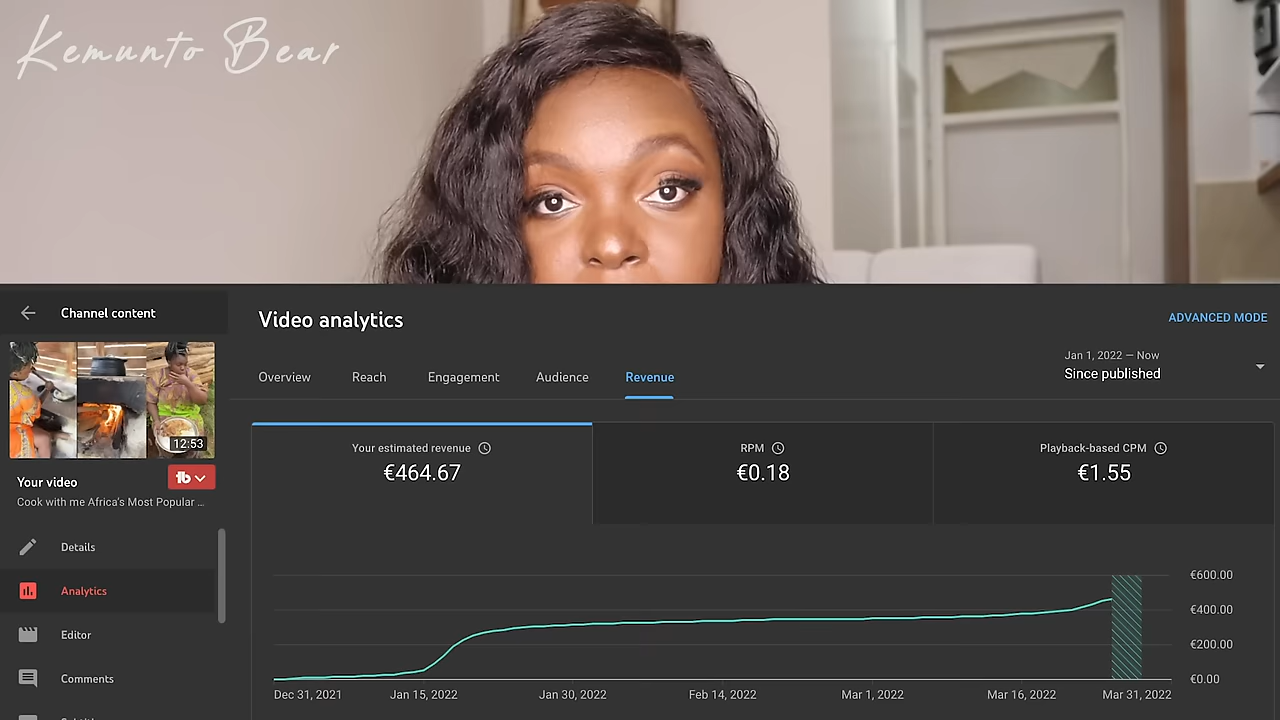 Kemunto Bear
Channel content
12:53
Your video
Cook with me Africa's Most Popular ...
Details
Analytics
Editor
Comments
Video analytics
ADVANCED MODE
Overview
Reach
Engagement
Audience
Revenue
Jan 1, 2022 – Now
Since published
Your estimated revenue
€464.67
RPM
€0.18
Playback-based CPM
€1.55
€600.00
€400.00
€200.00
€0.00
Dec 31, 2021
Jan 15, 2022
Jan 30, 2022
Feb 14, 2022
Mar 1, 2022
Mar 16, 2022
Mar 31, 2022